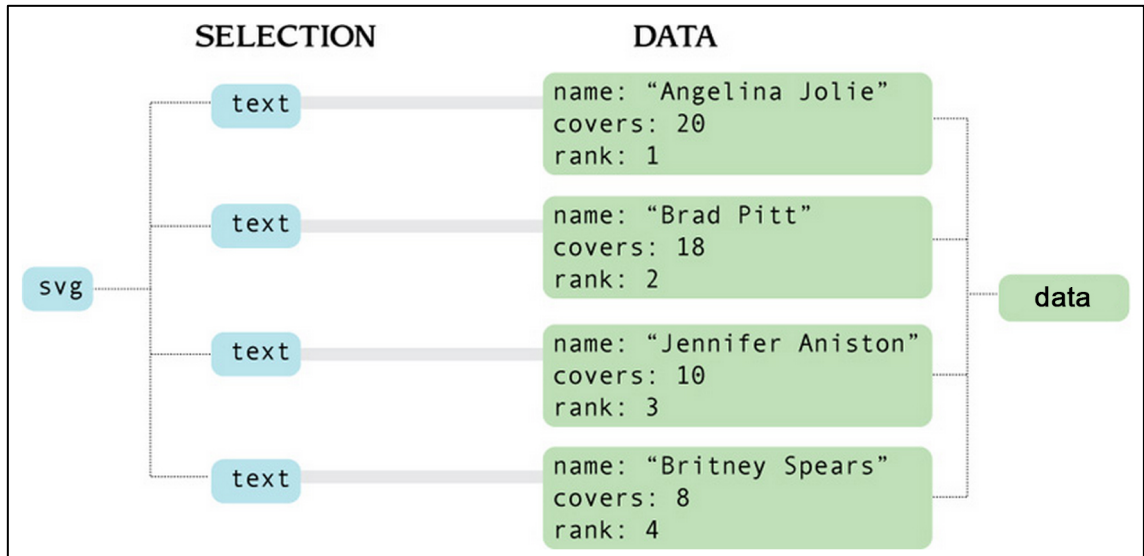 SELECTION
DATA
text
name: “Angelina Jolie”
covers: 20
rank: 1
text
name: “Brad Pitt”
covers: 18
rank: 2
svg
data
text
name: “Jennifer Aniston”
covers: 10
rank: 3
text
name: “Britney Spears”
covers: 8
rank: 4